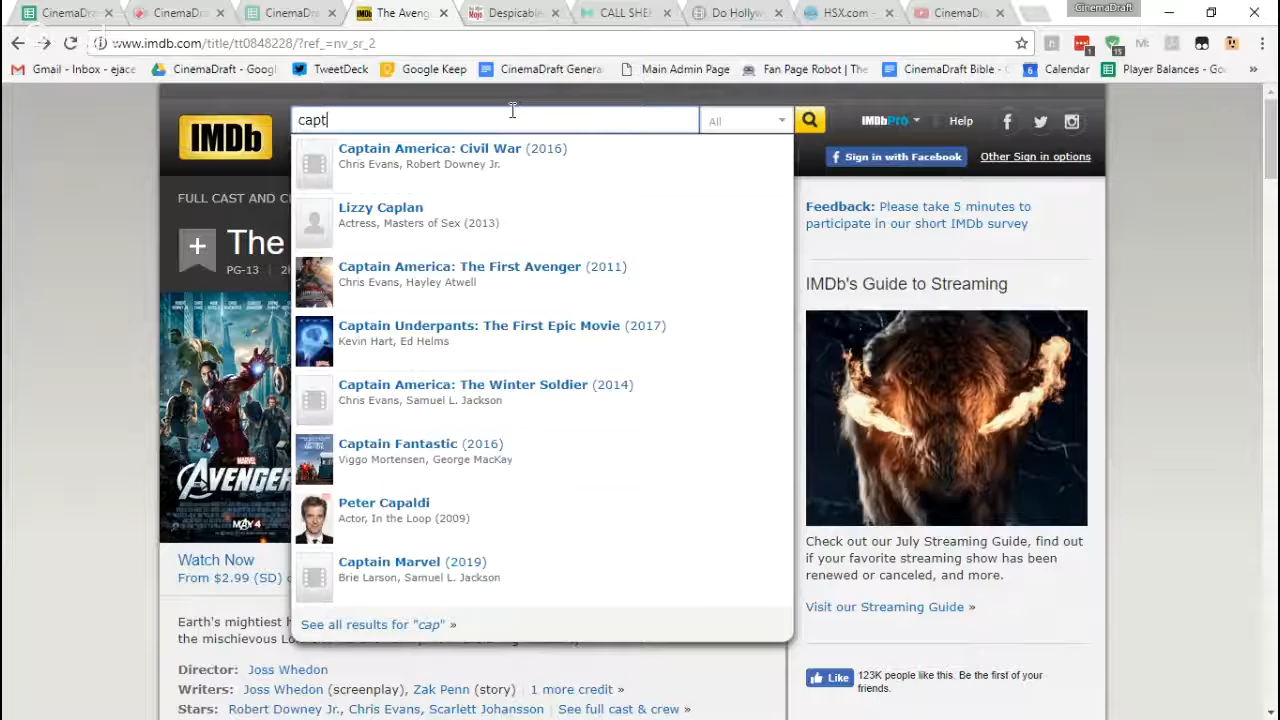 CinemaDraft
CinemaDra
CinemaDra
CinemaDra
The Aveng
Despicable
CALL SHE
Do Hollyw
HSX.com -
CinemaDra
www.imdb.com/title/tt0848228/?ref_=nv_sr_2
Gmail - Inbox - ejace
CinemaDraft - Googl
TweetDeck
Google Keep
CinemaDraft Genera
Main Admin Page
Fan Page Robot | The
CinemaDraft Bible - G
Calendar
Player Balances - Go
IMDb
capt
All
IMDbPro
Help
Sign in with Facebook
Other Sign in options
FULL CAST AND C
The
PG-13
AVENGER
MARVEL
MAY 4
Watch Now
From $2.99 (SD)
Captain America: Civil War (2016)
Chris Evans, Robert Downey Jr.
Lizzy Caplan
Actress, Masters of Sex (2013)
Captain America: The First Avenger (2011)
Chris Evans, Hayley Atwell
Captain Underpants: The First Epic Movie (2017)
Kevin Hart, Ed Helms
Captain America: The Winter Soldier (2014)
Chris Evans, Samuel L. Jackson
Captain Fantastic (2016)
Viggo Mortensen, George MacKay
Peter Capaldi
Actor, In the Loop (2009)
Captain Marvel (2019)
Brie Larson, Samuel L. Jackson
See all results for "cap" »
Earth's mightiest h
the mischievous Lo
Director: Joss Whedon
Writers: Joss Whedon (screenplay), Zak Penn (story) | 1 more credit »
Stars: Robert Downey Jr., Chris Evans, Scarlett Johansson | See full cast & crew »
Feedback: Please take 5 minutes to
participate in our short IMDb survey
IMDb's Guide to Streaming
Check out our July Streaming Guide, find out
if your favorite streaming show has been
renewed or canceled, and more.
Visit our Streaming Guide »
Like
123K people like this. Be the first of your
friends.